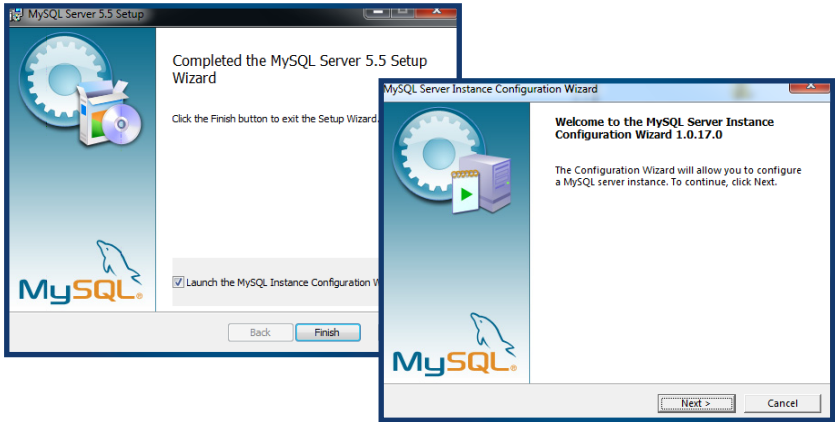 MySQL Server 5.5 Setup
Completed the MySQL Server 5.5 Setup
Wizard
Click the Finish button to exit the Setup Wizard.
Launch the MySQL Instance Configuration
MySQL
Back
Finish
MySQL Server Instance Configuration Wizard
Welcome to the MySQL Server Instance
Configuration Wizard 1.0.17.0
The Configuration Wizard will allow you to configure
a MySQL server instance. To continue, click Next.
MySQL
Next >
Cancel